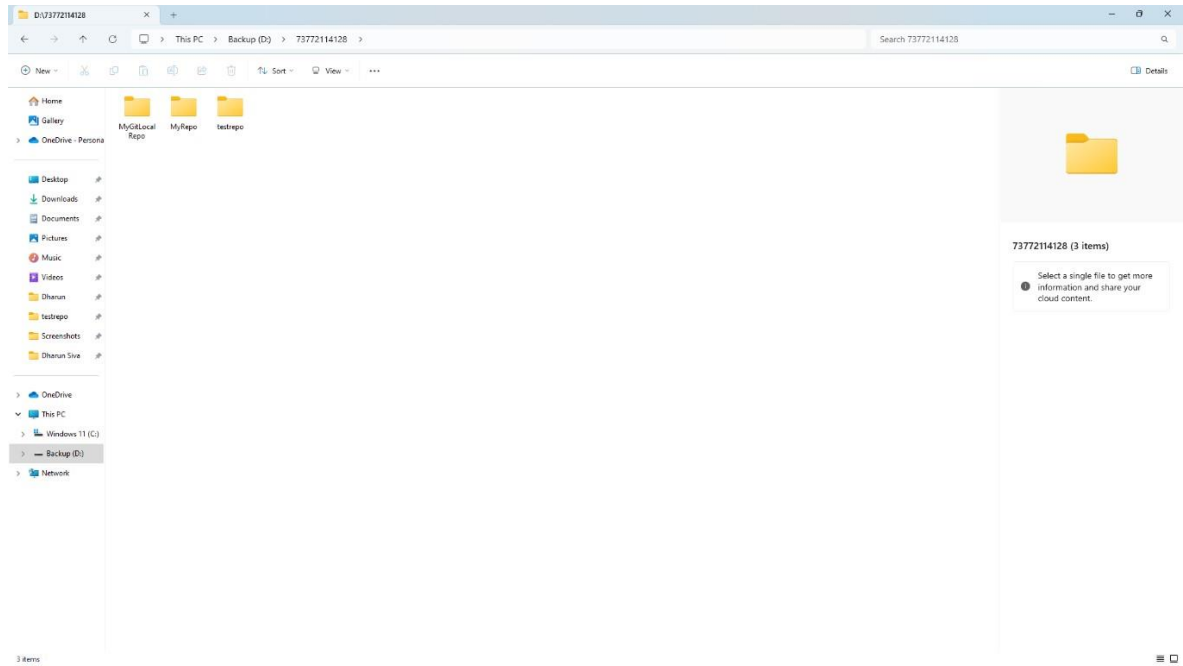 D:\73772114128
This PC > Backup (D:) > 73772114128 >
Search 73772114128
New
Sort
View
Details
Home
Gallery
OneDrive - Persona
Desktop
Downloads
Documents
Pictures
Music
Videos
Dharun
testrepo
Screenshots
Dharun Siva
OneDrive
This PC
Windows 11 (C:)
Backup (D:)
Network
MyGitLocal
Repo
MyRepo
testrepo
73772114128 (3 items)
Select a single file to get more
information and share your
cloud content.
3 items